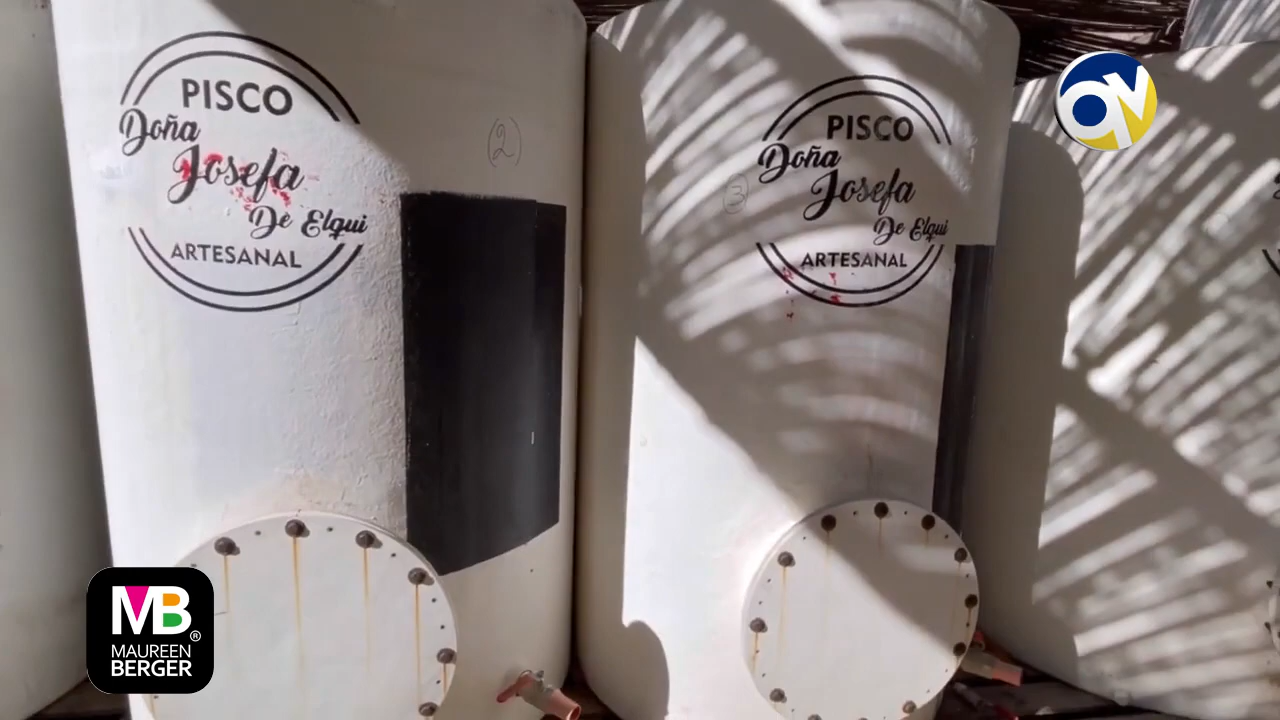 PISCO
Doña
Josefa
De Elqui
ARTESANAL
2
PISCO
Doña
Josefa
De Elqui
ARTESANAL
3
MB®
MAUREEN
BERGER